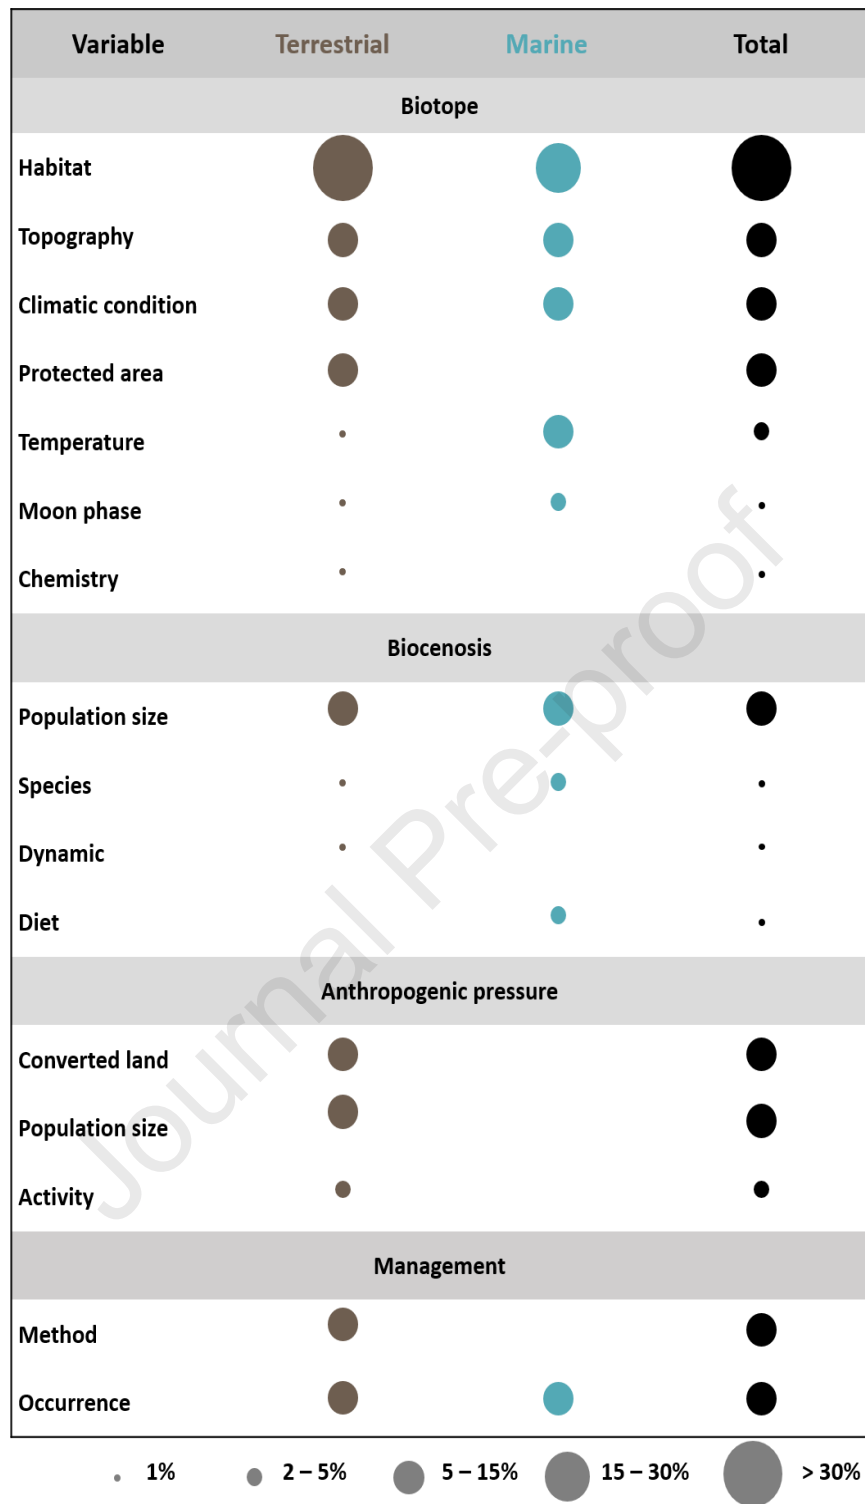 Variable Terrestrial Marine Total
Biotope
Habitat
Topography
Climatic condition
Protected area
Temperature
Moon phase
Chemistry
Biocenosis
Population size
Species
Dynamic
Diet
Anthropogenic pressure
Converted land
Population size
Activity
Management
Method
Occurrence
1% 2 – 5% 5 – 15% 15 – 30% > 30%
Journal Pre-proof